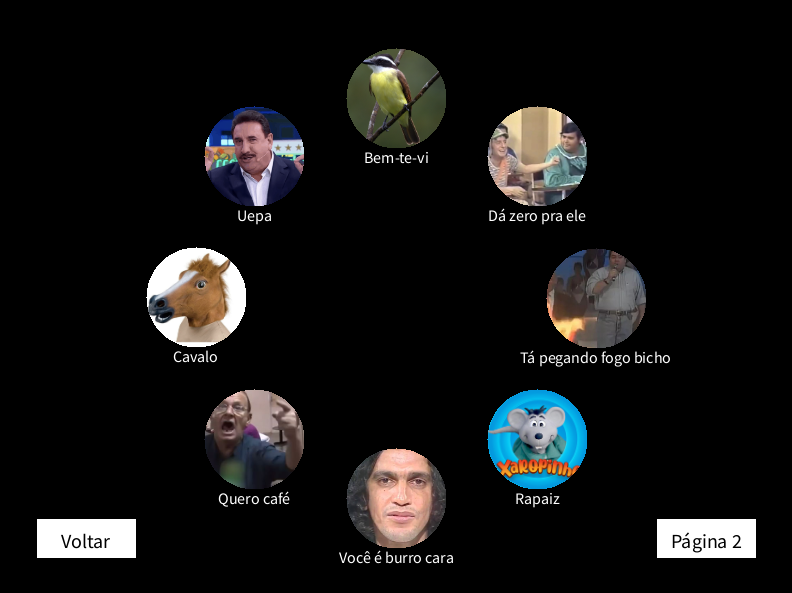 Bem-te-vi
Uepa
Dá zero pra ele
Cavalo
Tá pegando fogo bicho
XAROPINHO
Quero café
Rapaiz
Você é burro cara
Voltar
Página 2